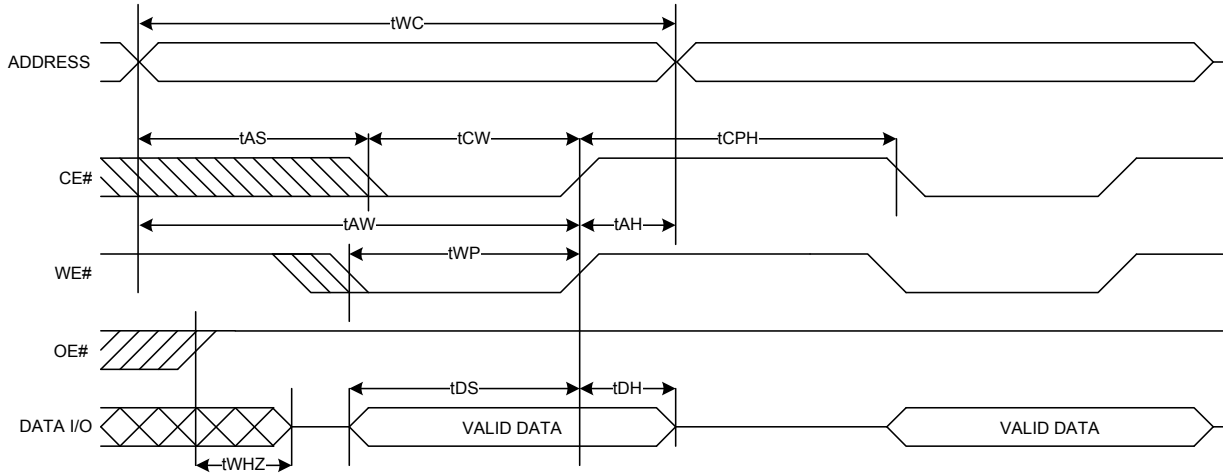 tWC
ADDRESS
tAS
tCW
tCPH
CE#
tAW
tAH
tWP
WE#
OE#
tDS
tDH
DATA I/O
VALID DATA
VALID DATA
tWHZ